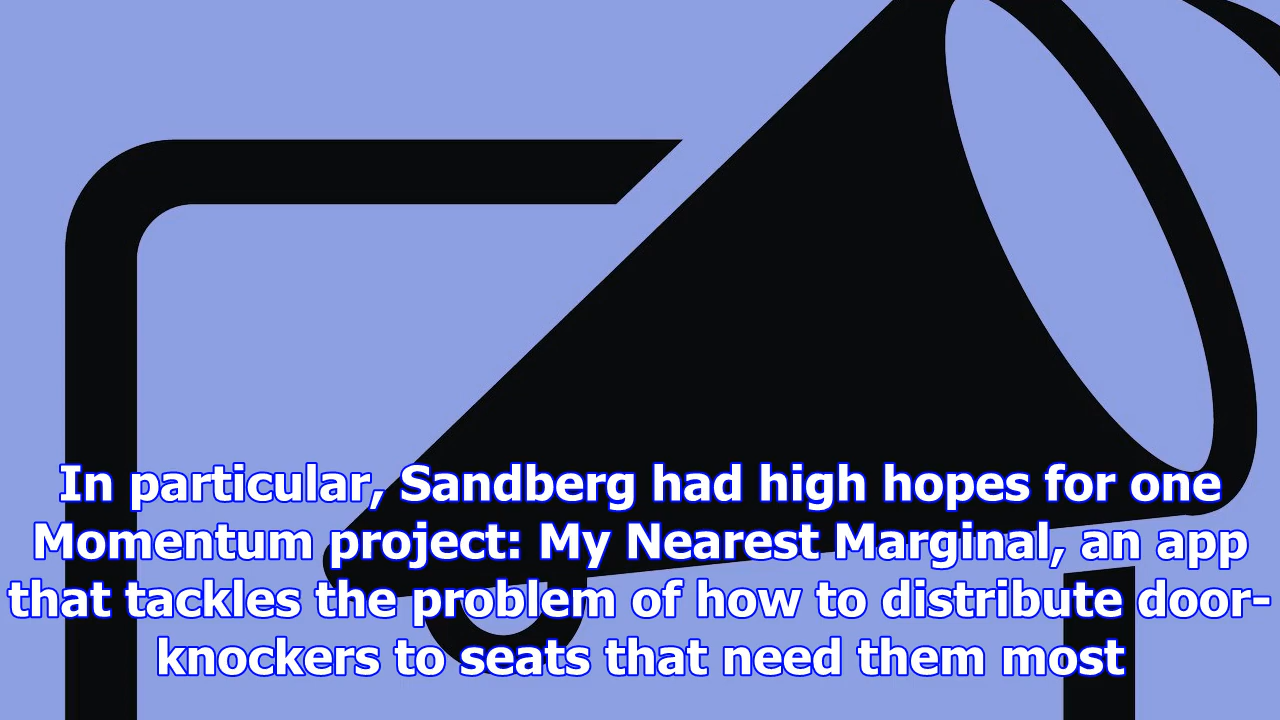 In particular, Sandberg had high hopes for one
Momentum project: My Nearest Marginal, an app
that tackles the problem of how to distribute door-
knockers to seats that need them most